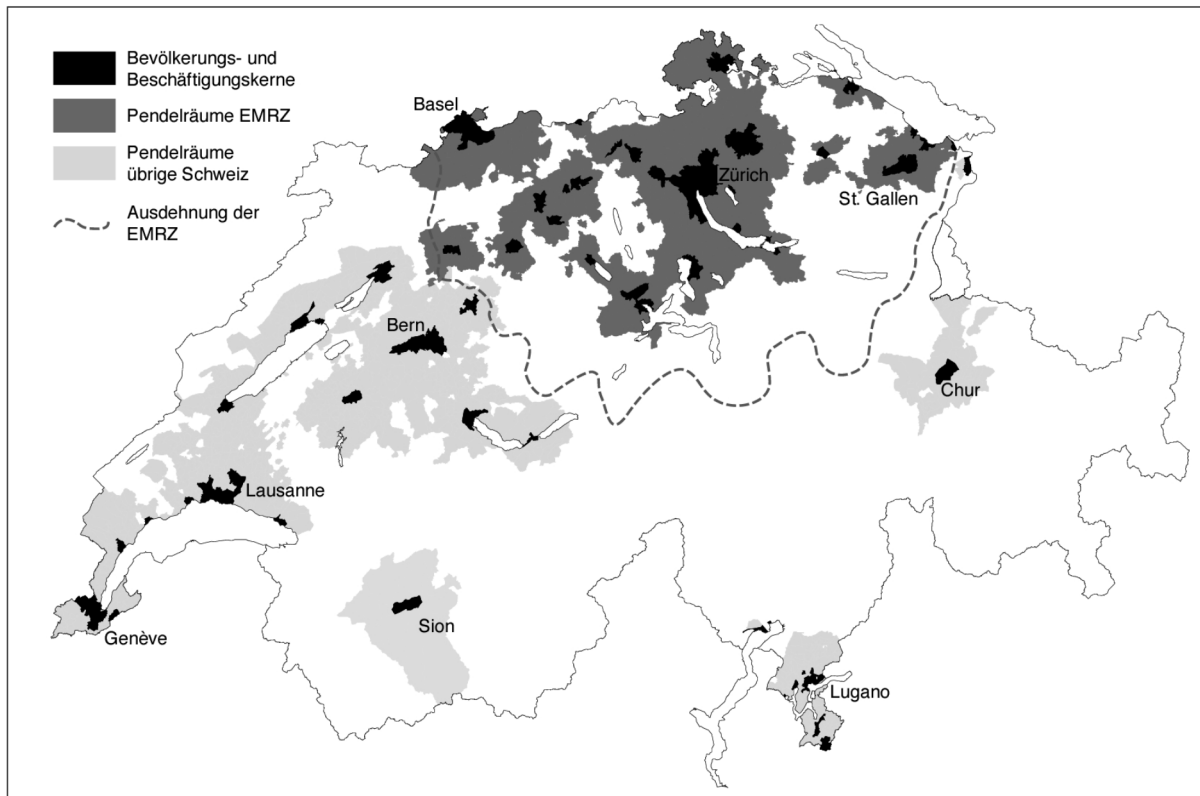 Bevölkerungs- und
Beschäftigungskerne
Pendelräume EMRZ
Pendelräume
übrige Schweiz
Ausdehnung der
EMRZ
Basel
Zürich
St. Gallen
Bern
Chur
Lausanne
Sion
Genève
Lugano